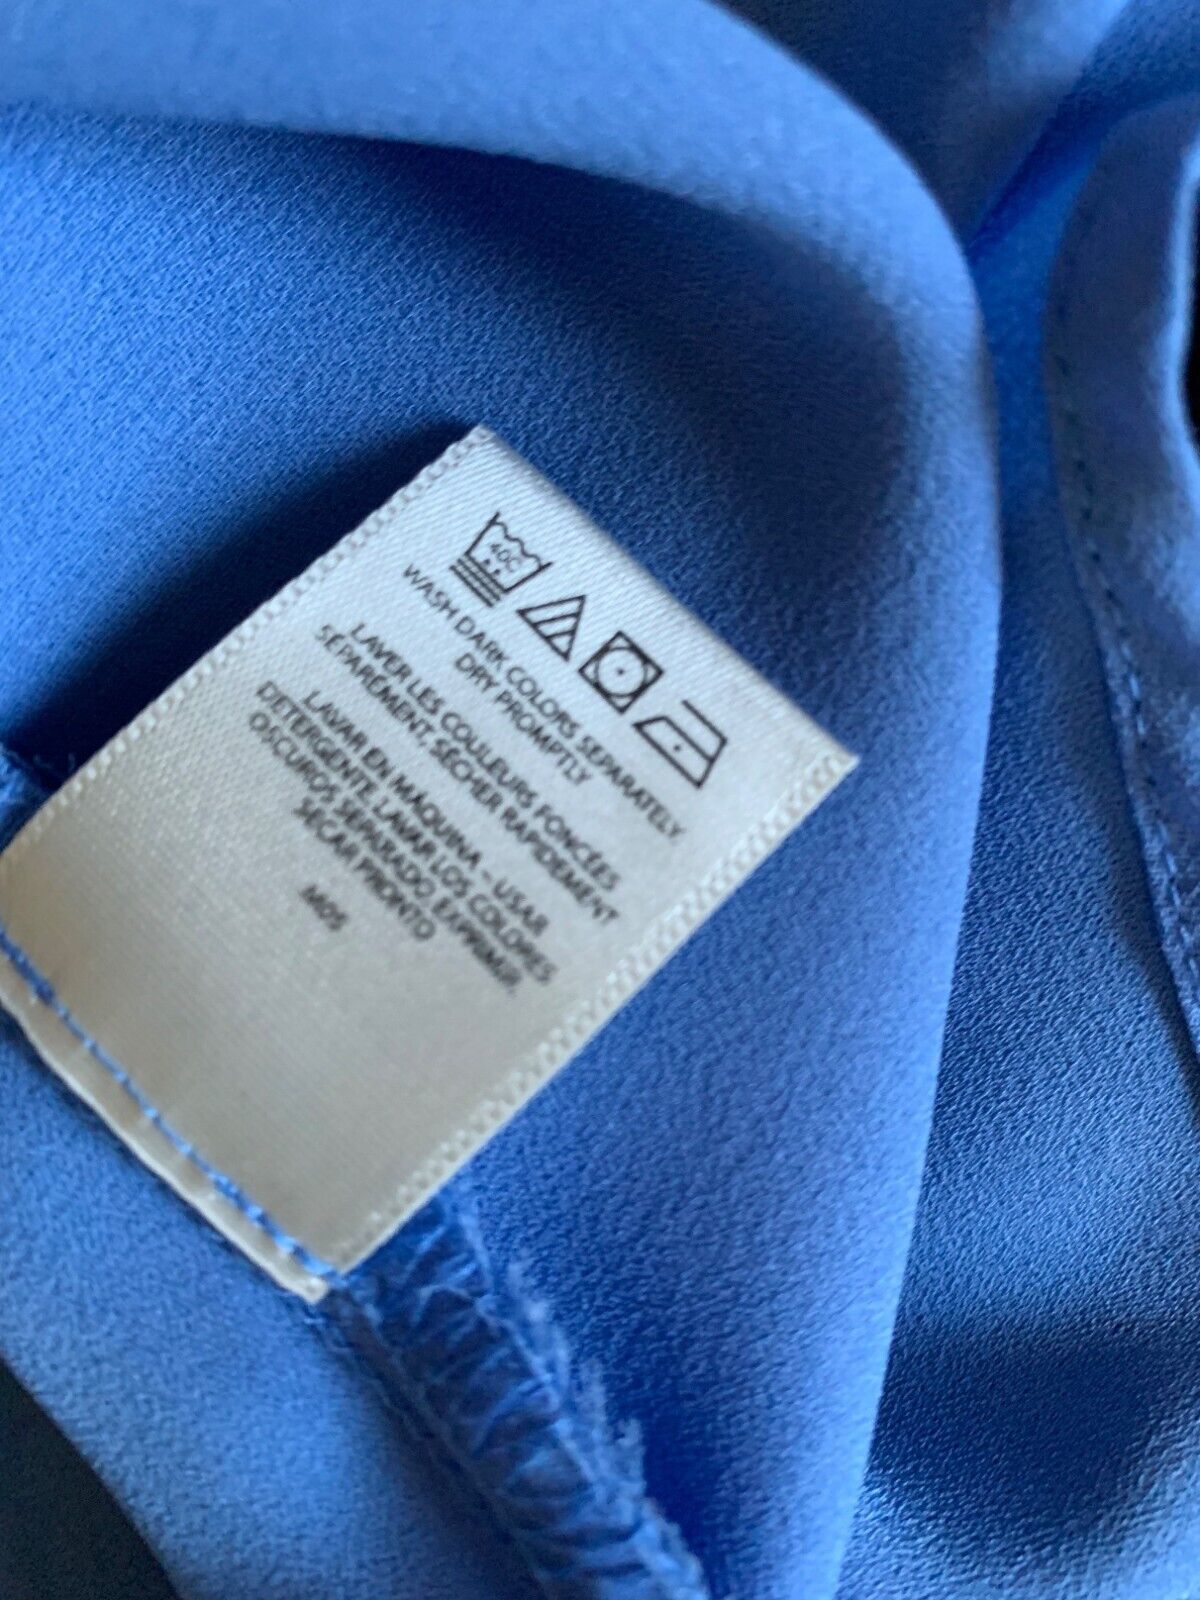 40C
WASH DARK COLORS SEPARATELY
DRY PROMPTLY
LAVER LES COULEURS FONCÉES
SÉPARÉMENT, SÉCHER RAPIDEMENT
LAVAR EN MAQUINA - USAR
DETERGENTE, LAVAR LOS COLORES
OSCUROS SEPARADO, EXPRIMIR,
SECAR PRONTO
M05